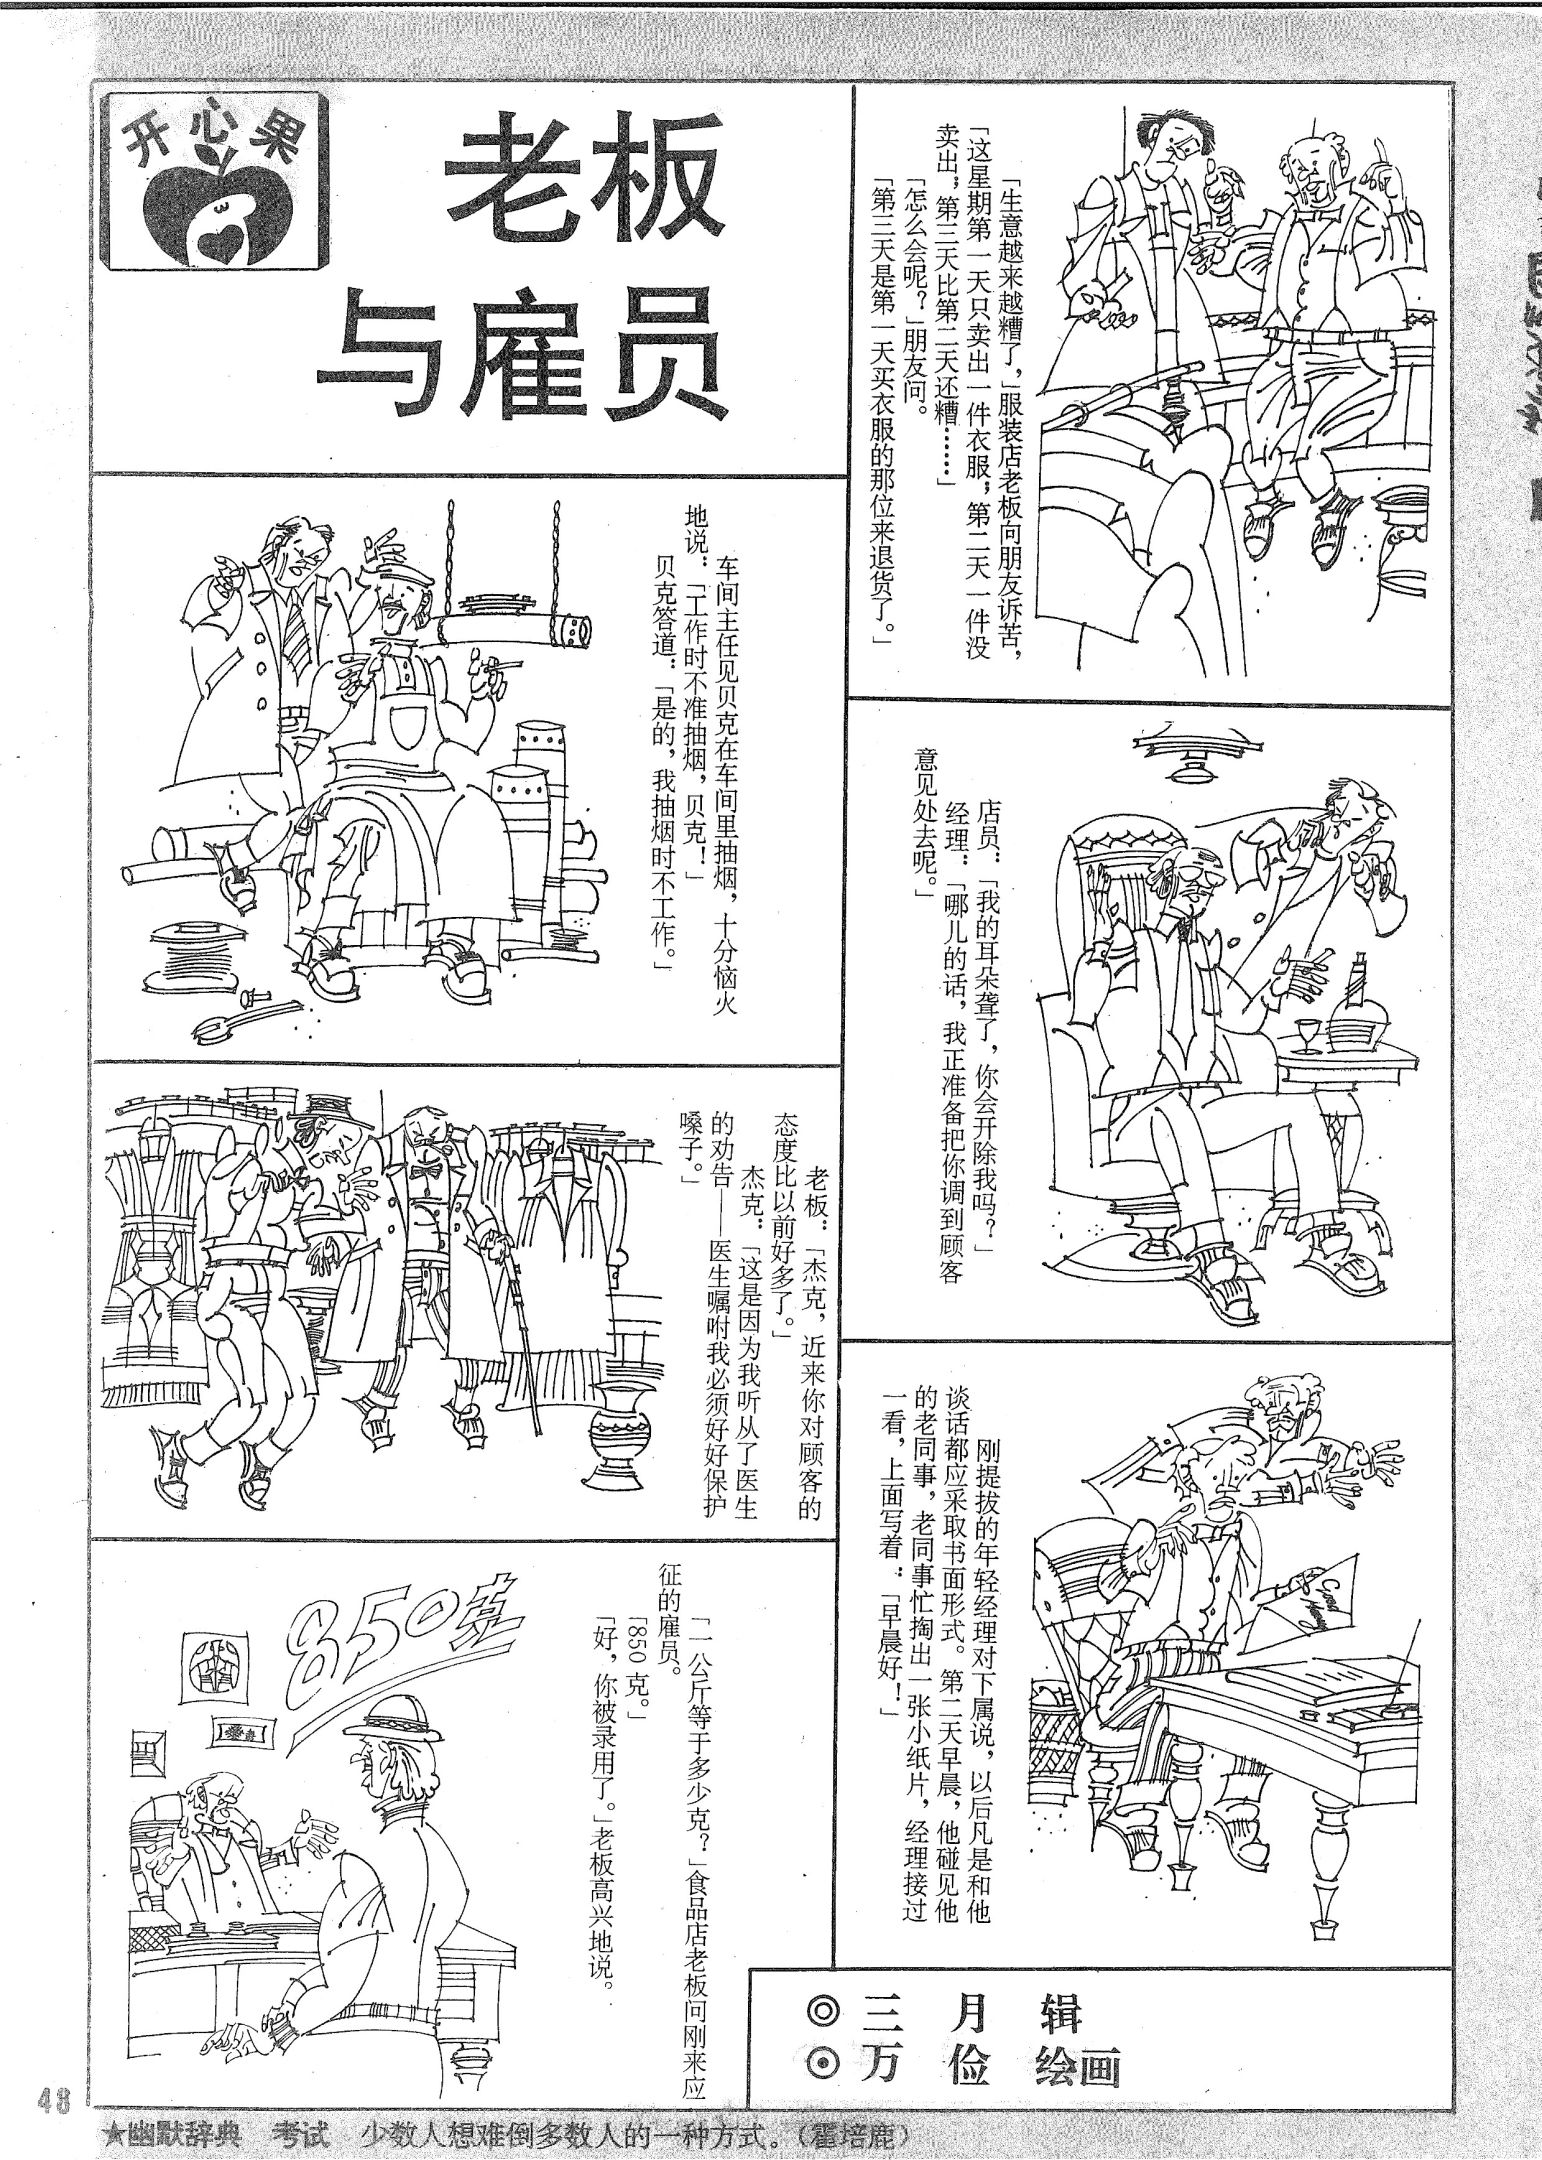 开心果
老板
与雇员
「生意越来越糟了，」服装店老板向朋友诉苦，
「这星期第一天只卖出一件衣服；第二天一件没
卖出；第三天比第二天还糟……」
「怎么会呢？」朋友问。
「第三天是第一天买衣服的那位来退货了。」
车间主任见贝克在车间里抽烟，十分恼火
地说：「工作时不准抽烟，贝克！」
贝克答道：「是的，我抽烟时不工作。」
店员：「我的耳朵聋了，你会开除我吗？」
经理：「哪儿的话，我正准备把你调到顾客
意见处去呢。」
老板：「杰克，近来你对顾客的
态度比以前好多了。」
杰克：「这是因为我听从了医生
的劝告——医生嘱咐我必须好好保护
嗓子。」
刚提拔的年轻经理对下属说，以后凡是和他
谈话都应采取书面形式。第二天早晨，他碰见他
的老同事，老同事忙掏出一张小纸片，经理接过
一看，上面写着：「早晨好！」
Good
850克
「一公斤等于多少克？」食品店老板问刚来应
征的雇员。
「850克。」
「好，你被录用了。」老板高兴地说。
◎三月 辑
⊙万俭 绘画
48
★幽默辞典 考试 少数人想难倒多数人的一种方式。（霍培鹿）